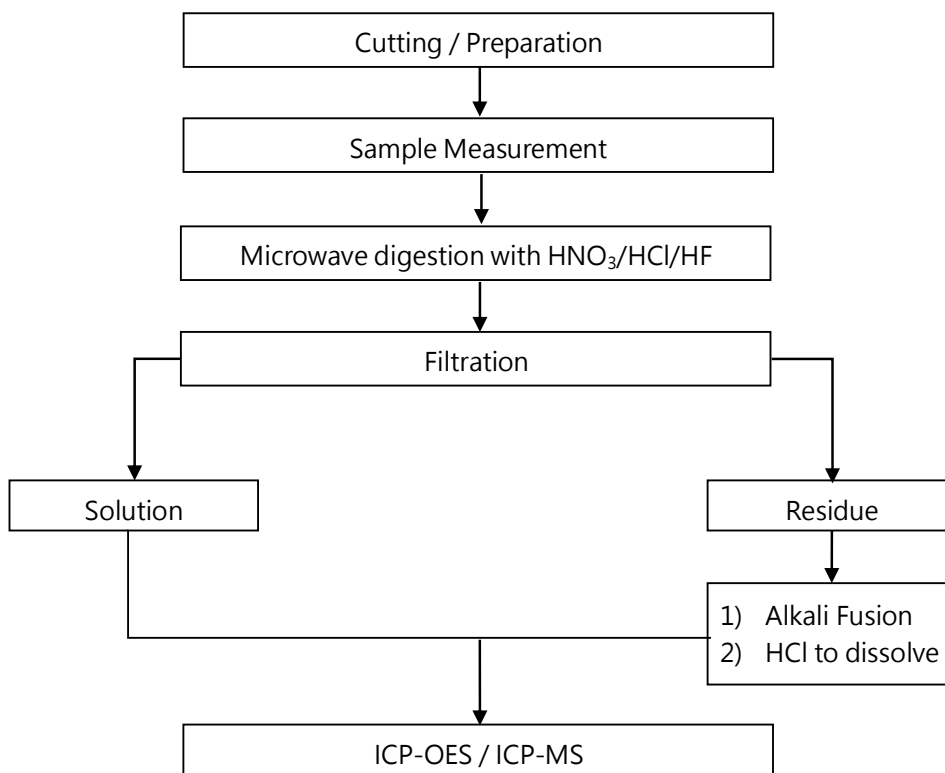 Cutting / Preparation
Sample Measurement
Microwave digestion with HNO₃/HCl/HF
Filtration
Solution
Residue
1) Alkali Fusion
2) HCl to dissolve
ICP-OES / ICP-MS